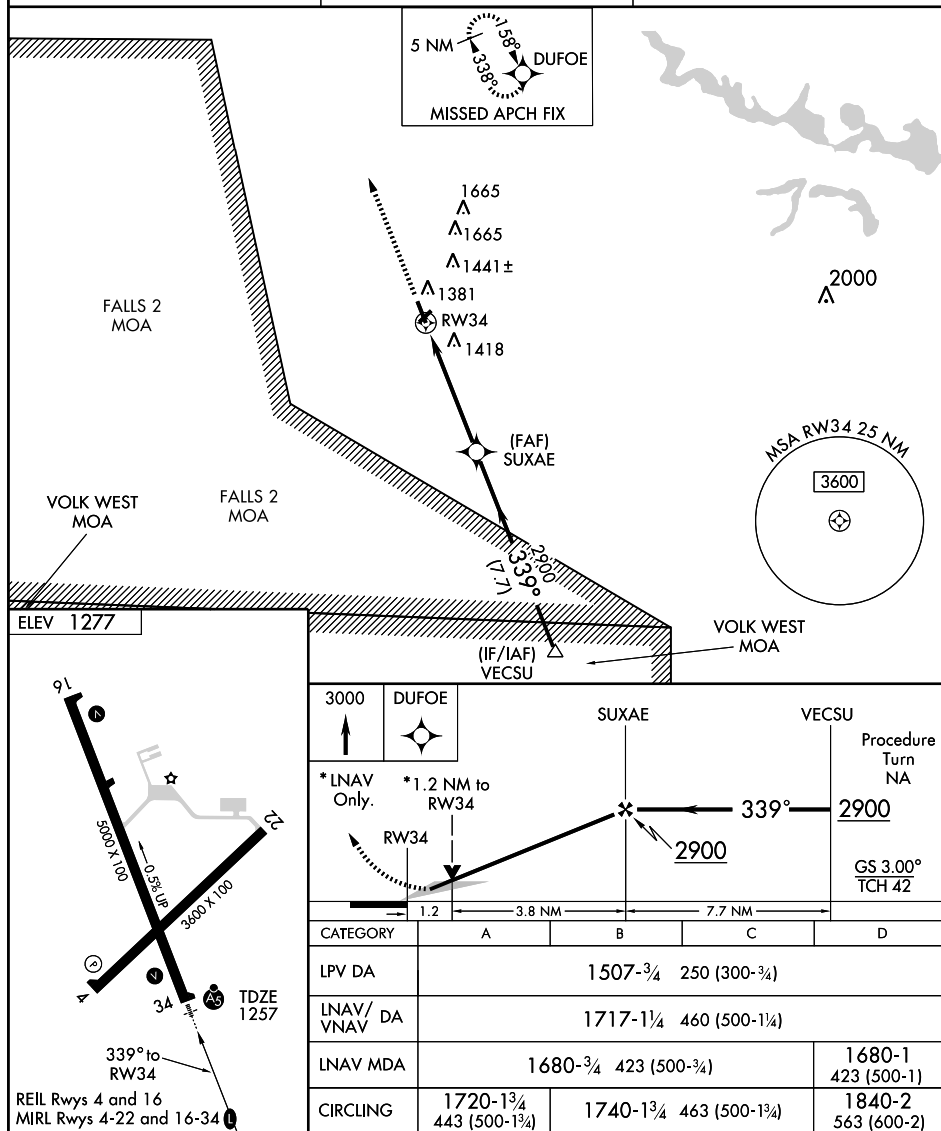 5 NM
158°
338°
DUFOE
MISSED APCH FIX
1665
1665
1441±
1381
RW34
1418
2000
FALLS 2
MOA
(FAF)
SUXAE
MSA RW34 25 NM
3600
VOLK WEST
MOA
FALLS 2
MOA
2900
339°
(7.7)
(IF/IAF)
VECSU
VOLK WEST
MOA
ELEV 1277
16
22
5000 X 100
0.5% UP
3600 X 100
P
V
V
4
34
A5
TDZE
1257
339° to
RW34
REIL Rwys 4 and 16
MIRL Rwys 4-22 and 16-34 L
3000
DUFOE
SUXAE
VECSU
Procedure
Turn
NA
*LNAV
Only.
*1.2 NM to
RW34
RW34
339°
2900
2900
GS 3.00°
TCH 42
1.2
3.8 NM
7.7 NM
CATEGORY A B C D
LPV DA 1507-¾ 250 (300-¾)
LNAV/
VNAV DA 1717-1¼ 460 (500-1¼)
LNAV MDA 1680-¾ 423 (500-¾) 1680-1
423 (500-1)
CIRCLING 1720-1¾
443 (500-1¾) 1740-1¾ 463 (500-1¾) 1840-2
563 (600-2)